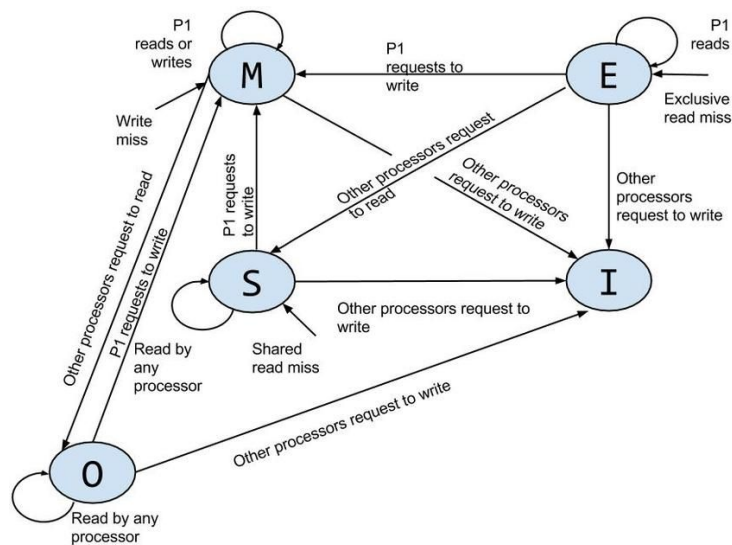 P1
reads or
writes
M
P1
requests to
write
E
P1
reads
Exclusive
read miss
Write
miss
Other processors request to read
P1 requests to write
P1 requests
to write
Other processors request
to read
Other processors
request to write
Other
processors
request to write
S
I
Other processors request to
write
Read by
any
processor
Shared
read miss
Other processors request to write
O
Read by any
processor